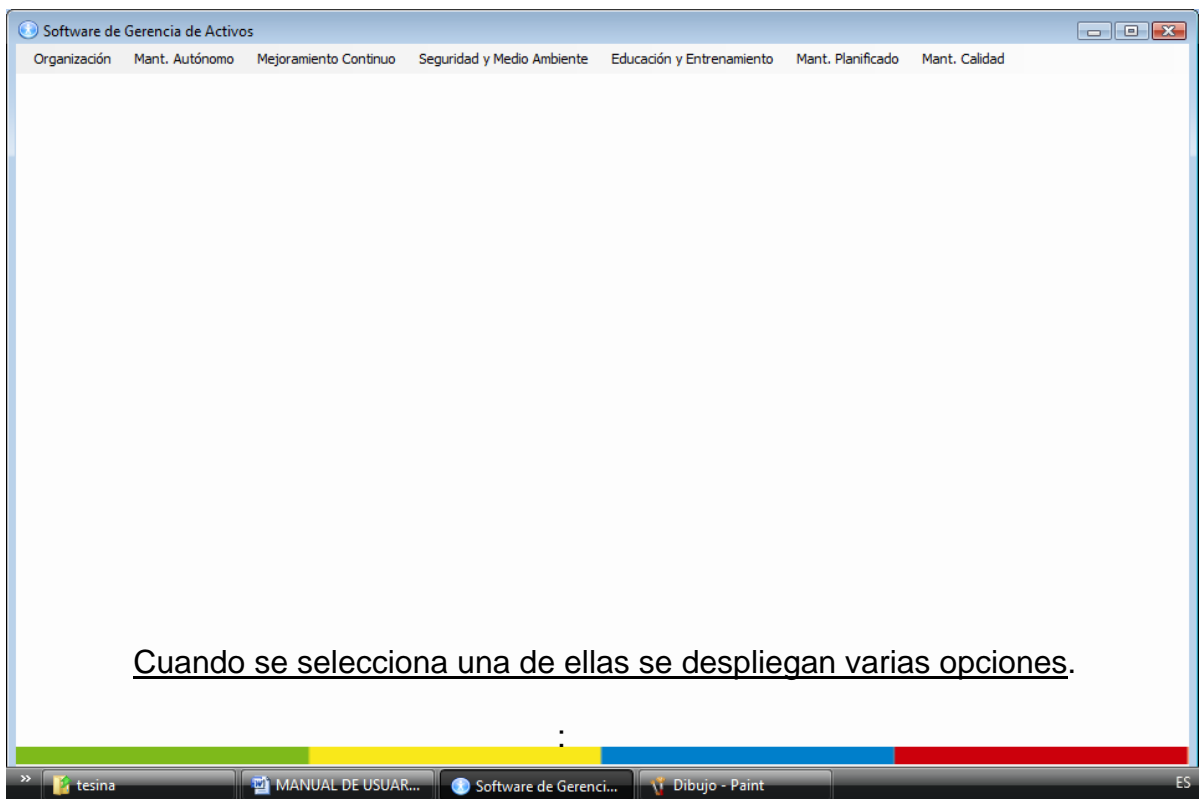 Software de Gerencia de Activos
Organización Mant. Autónomo Mejoramiento Continuo Seguridad y Medio Ambiente Educación y Entrenamiento Mant. Planificado Mant. Calidad
Cuando se selecciona una de ellas se despliegan varias opciones.
:
» tesina MANUAL DE USUAR... Software de Gerenci... Dibujo - Paint ES